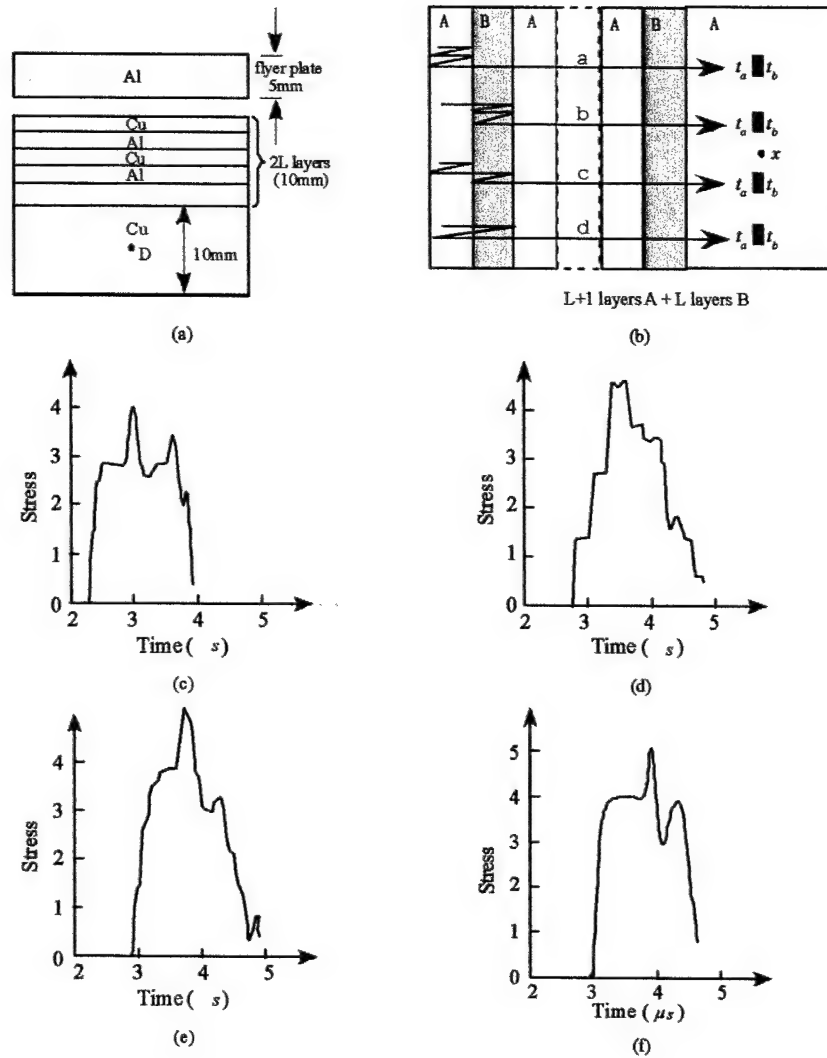 Al
flyer plate
5mm
Cu
Al
Cu
Al
2L layers
(10mm)
Cu
*D
10mm
(a)
A B A A B A
a
t_a t_b
b
t_a t_b
x
c
t_a t_b
d
t_a t_b
L+1 layers A + L layers B
(b)
4
3
2
1
0
Stress
2 3 4 5
Time( s)
(c)
4
3
2
1
0
Stress
2 3 4 5
Time( s)
(d)
4
3
2
1
0
Stress
2 3 4 5
Time( s)
(e)
5
4
3
2
1
0
Stress
2 3 4 5
Time (μs)
(f)